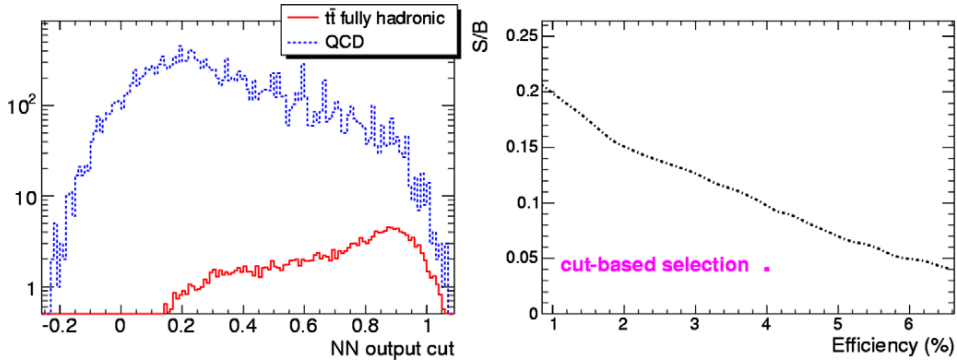 tt̄ fully hadronic
QCD
10²
10
1
-0.2 0 0.2 0.4 0.6 0.8 1
NN output cut
S/B
0.25
0.2
0.15
0.1
0.05
0
cut-based selection
1 2 3 4 5 6
Efficiency (%)